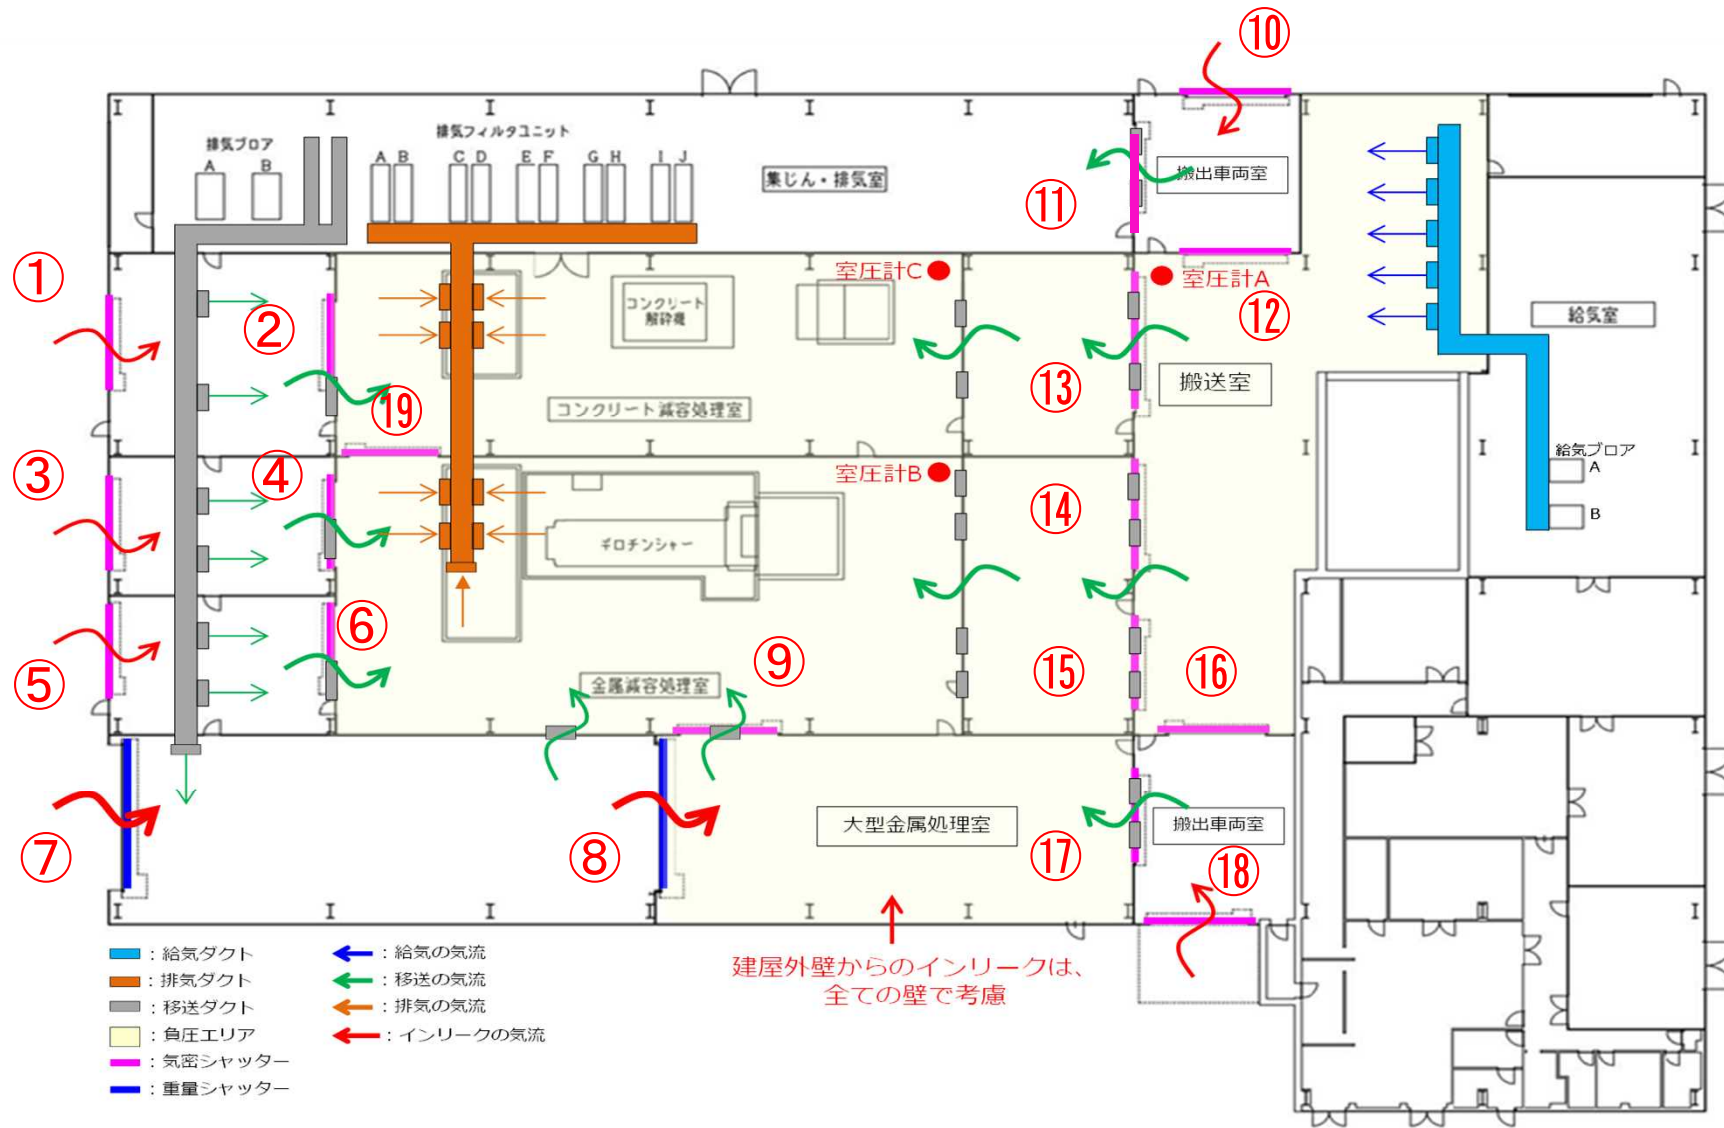 ⑩
排気ブロア
A
B
排気フィルタユニット
A B C D E F G H I J
集じん・排気室
搬出車両室
⑪
①
②
室圧計C
室圧計A
⑫
コンクリート
解砕機
給気室
③
④
⑲
コンクリート減容処理室
⑬
搬送室
室圧計B
⑭
給気ブロア
A
B
ギロチンシャー
⑤
⑥
⑨
金属減容処理室
⑮
⑯
⑦
⑧
大型金属処理室
⑰
搬出車両室
⑱
建屋外壁からのインリークは、
全ての壁で考慮
：給気ダクト
：排気ダクト
：移送ダクト
：負圧エリア
：気密シャッター
：重量シャッター
：給気の気流
：移送の気流
：排気の気流
：インリークの気流